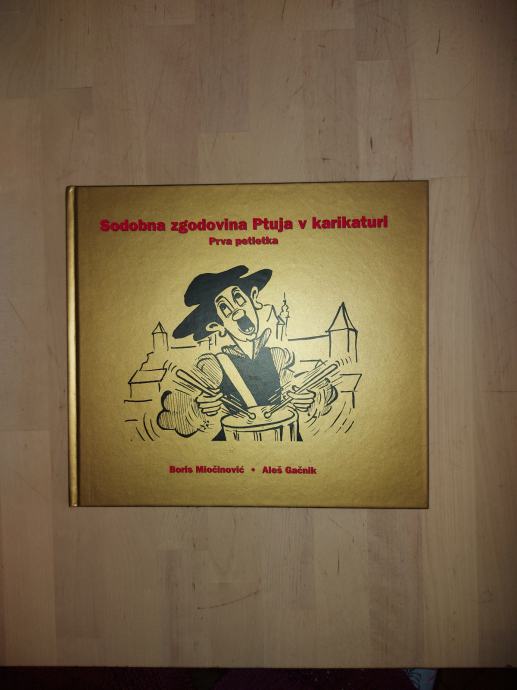 Sodobna zgodovina Ptuja v karikaturi
Prva petletka
Boris Miočinović • Aleš Gačnik